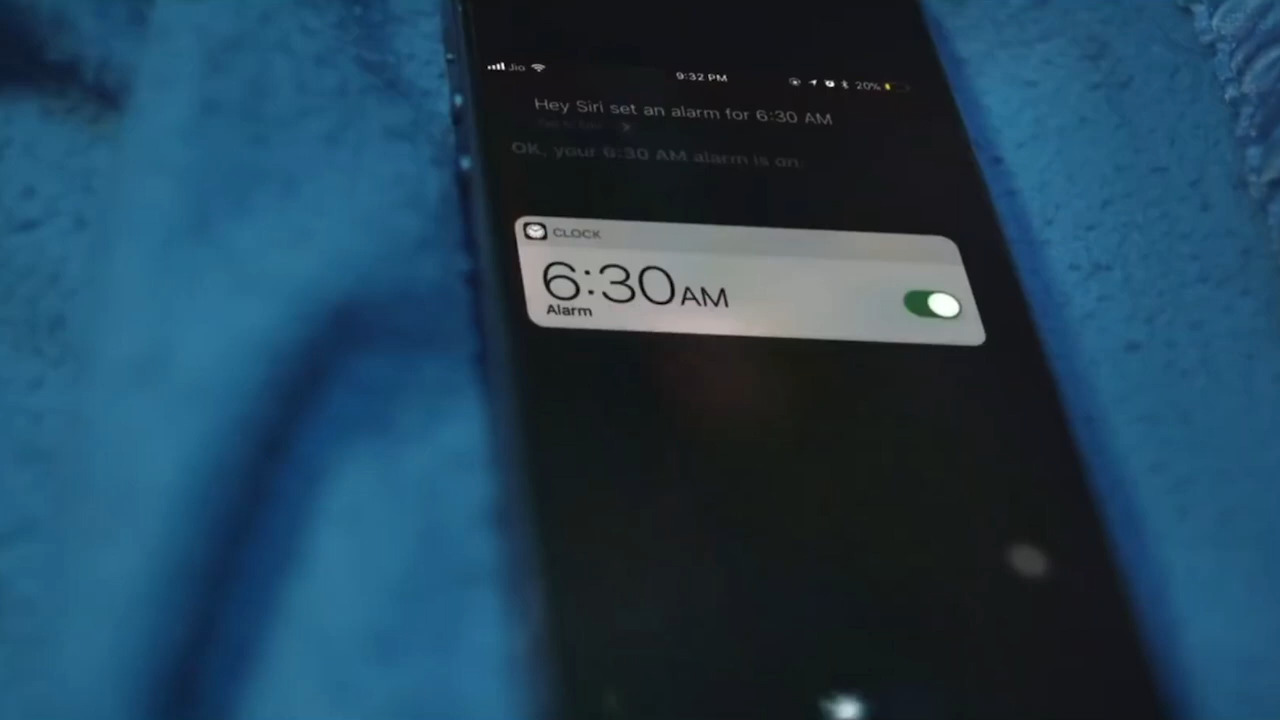 Jio
9:32 PM
20%
Hey Siri set an alarm for 6:30 AM
OK, your 6:30 AM alarm is on.
CLOCK
6:30AM
Alarm